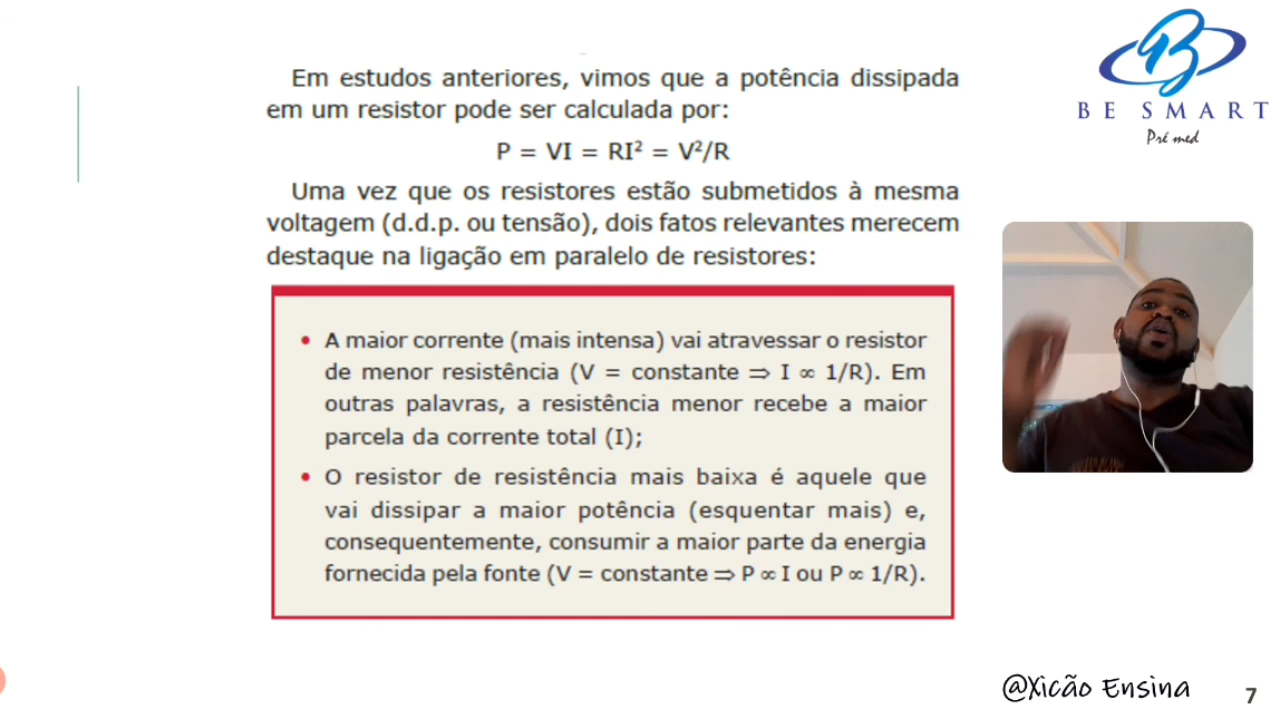 Em estudos anteriores, vimos que a potência dissipada
em um resistor pode ser calculada por:
P = VI = RI² = V²/R
Uma vez que os resistores estão submetidos à mesma
voltagem (d.d.p. ou tensão), dois fatos relevantes merecem
destaque na ligação em paralelo de resistores:
• A maior corrente (mais intensa) vai atravessar o resistor
de menor resistência (V = constante ⇒ I ∝ 1/R). Em
outras palavras, a resistência menor recebe a maior
parcela da corrente total (I);
• O resistor de resistência mais baixa é aquele que
vai dissipar a maior potência (esquentar mais) e,
consequentemente, consumir a maior parte da energia
fornecida pela fonte (V = constante ⇒ P ∝ I ou P ∝ 1/R).
B
BE SMART
Pré med
@Xicão Ensina
7